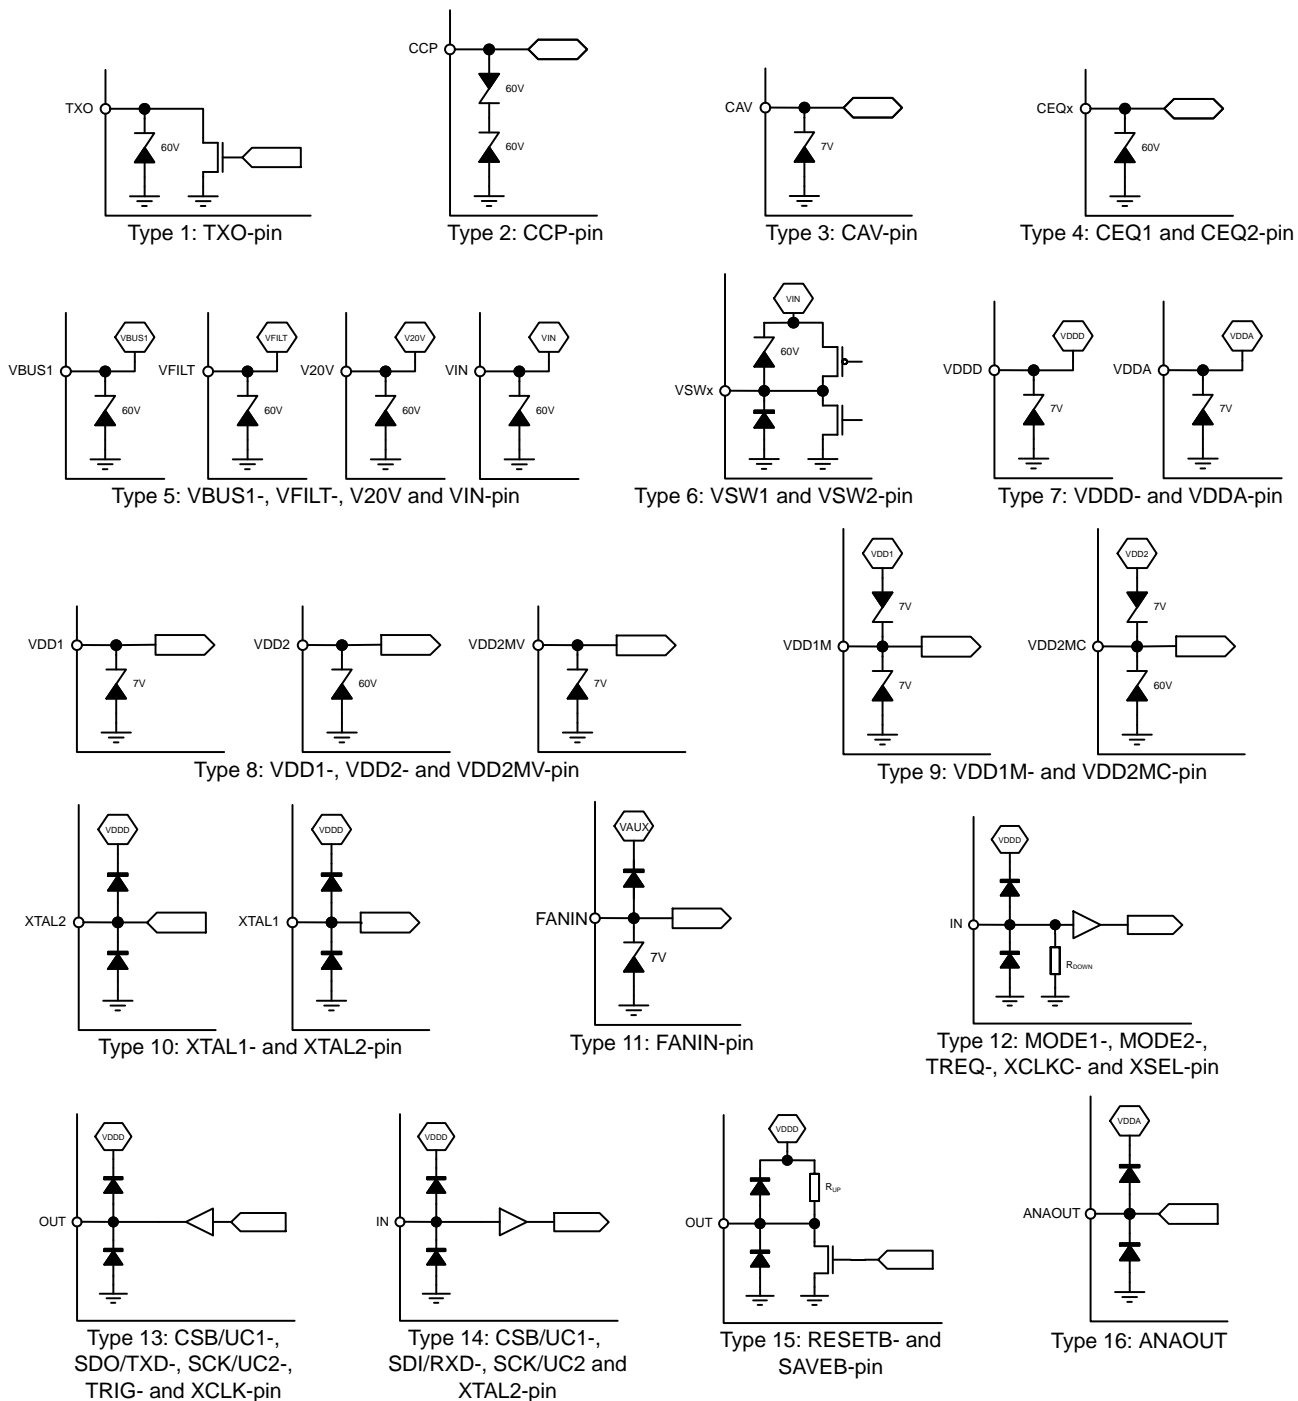 CCP
60V
60V
TXO
60V
CAV
7V
CEQx
60V
Type 1: TXO-pin
Type 2: CCP-pin
Type 3: CAV-pin
Type 4: CEQ1 and CEQ2-pin
VBUS1
VBUS1
60V
VFILT
VFILT
60V
V20V
V20V
60V
VIN
VIN
60V
VIN
60V
VSWx
VDDD
VDDD
7V
VDDA
VDDA
7V
Type 5: VBUS1-, VFILT-, V20V and VIN-pin
Type 6: VSW1 and VSW2-pin
Type 7: VDDD- and VDDA-pin
VDD1
7V
VDD2
60V
VDD2MV
7V
VDD1
7V
VDD1M
7V
VDD2
7V
VDD2MC
60V
Type 8: VDD1-, VDD2- and VDD2MV-pin
Type 9: VDD1M- and VDD2MC-pin
VDDD
XTAL2
VDDD
XTAL1
VAUX
FANIN
7V
VDDD
IN
RDOWN
Type 10: XTAL1- and XTAL2-pin
Type 11: FANIN-pin
Type 12: MODE1-, MODE2-,
TREQ-, XCLKC- and XSEL-pin
VDDD
OUT
VDDD
IN
VDDD
RUP
OUT
VDDA
ANAOUT
Type 13: CSB/UC1-,
SDO/TXD-, SCK/UC2-,
TRIG- and XCLK-pin
Type 14: CSB/UC1-,
SDI/RXD-, SCK/UC2 and
XTAL2-pin
Type 15: RESETB- and
SAVEB-pin
Type 16: ANAOUT